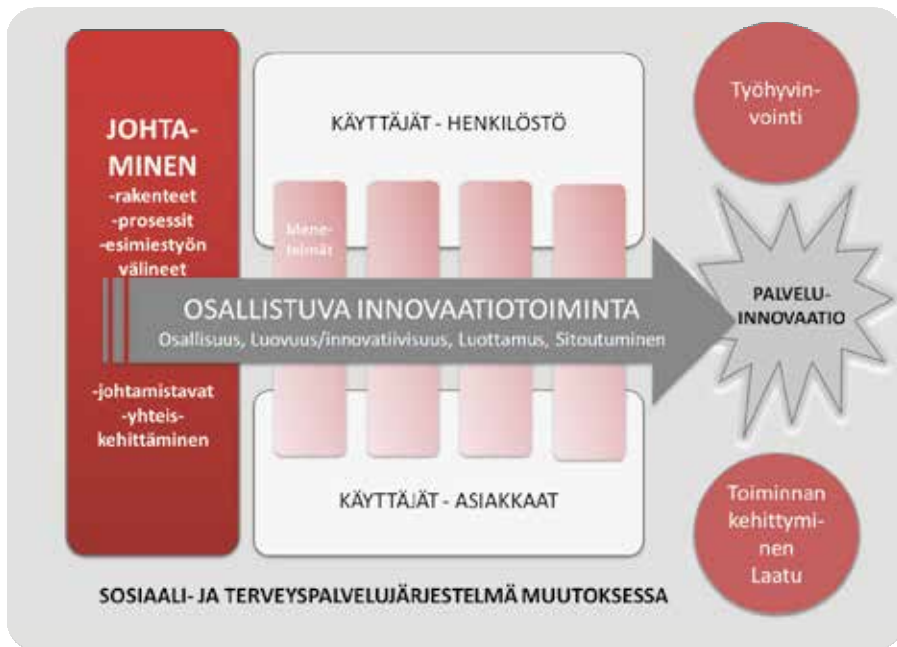 JOHTA-
MINEN
-rakenteet
-prosessit
-esimiestyön
välineet
-johtamistavat
-yhteis-
kehittäminen
KÄYTTÄJÄT - HENKILÖSTÖ
Mene-
telmät
OSALLISTUVA INNOVAATIOTOIMINTA
Osallisuus, Luovuus/innovatiivisuus, Luottamus, Sitoutuminen
KÄYTTÄJÄT - ASIAKKAAT
Työhyvin-
vointi
PALVELU-
INNOVAATIO
Toiminnan
kehittymi-
nen
Laatu
SOSIAALI- JA TERVEYSPALVELUJÄRJESTELMÄ MUUTOKSESSA